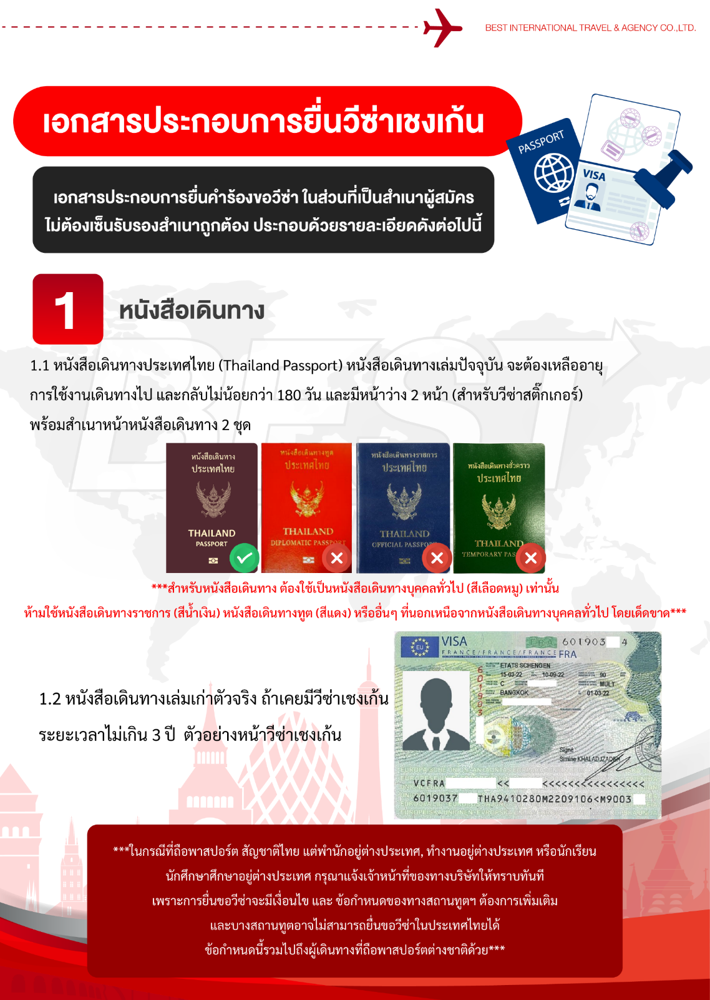 BEST INTERNATIONAL TRAVEL & AGENCY CO.,LTD.
เอกสารประกอบการยื่นวีซ่าเชงเก้น
PASSPORT
VISA
เอกสารประกอบการยื่นคำร้องขอวีซ่า ในส่วนที่เป็นสำเนาผู้สมัคร
ไม่ต้องเซ็นรับรองสำเนาถูกต้อง ประกอบด้วยรายละเอียดดังต่อไปนี้
1
หนังสือเดินทาง
BEST
1.1 หนังสือเดินทางประเทศไทย (Thailand Passport) หนังสือเดินทางเล่มปัจจุบัน จะต้องเหลืออายุ
การใช้งานเดินทางไป และกลับไม่น้อยกว่า 180 วัน และมีหน้าว่าง 2 หน้า (สำหรับวีซ่าสติ๊กเกอร์)
พร้อมสำเนาหน้าหนังสือเดินทาง 2 ชุด
หนังสือเดินทาง
ประเทศไทย
THAILAND
PASSPORT
หนังสือเดินทางทูต
ประเทศไทย
THAILAND
DIPLOMATIC PASSPORT
หนังสือเดินทางราชการ
ประเทศไทย
THAILAND
OFFICIAL PASSPORT
หนังสือเดินทางชั่วคราว
ประเทศไทย
THAILAND
TEMPORARY PAS
***สำหรับหนังสือเดินทาง ต้องใช้เป็นหนังสือเดินทางบุคคลทั่วไป (สีเลือดหมู) เท่านั้น
ห้ามใช้หนังสือเดินทางราชการ (สีน้ำเงิน) หนังสือเดินทางทูต (สีแดง) หรืออื่นๆ ที่นอกเหนือจากหนังสือเดินทางบุคคลทั่วไป โดยเด็ดขาด***
1.2 หนังสือเดินทางเล่มเก่าตัวจริง ถ้าเคยมีวีซ่าเชงเก้น
ระยะเวลาไม่เกิน 3 ปี ตัวอย่างหน้าวีซ่าเชงเก้น
EU
VISA
FRA 601903 4
FRANCE/FRANCE/FRANCE FRA
ETATS SCHENGEN
15-03-22 10-09-22 90
C MULT
BANGKOK 01-03-22
601903
Signé
Simine KHALADJZADEH
VCFRA << <<<<<<<<<<<<<<<<
6019037 THA9410280M2209106<M9003
***ในกรณีที่ถือพาสปอร์ต สัญชาติไทย แต่พำนักอยู่ต่างประเทศ, ทำงานอยู่ต่างประเทศ หรือนักเรียน
นักศึกษาศึกษาอยู่ต่างประเทศ กรุณาแจ้งเจ้าหน้าที่ของทางบริษัทให้ทราบทันที
เพราะการยื่นขอวีซ่าจะมีเงื่อนไข และ ข้อกำหนดของทางสถานทูตฯ ต้องการเพิ่มเติม
และบางสถานทูตอาจไม่สามารถยื่นขอวีซ่าในประเทศไทยได้
ข้อกำหนดนี้รวมไปถึงผู้เดินทางที่ถือพาสปอร์ตต่างชาติด้วย***